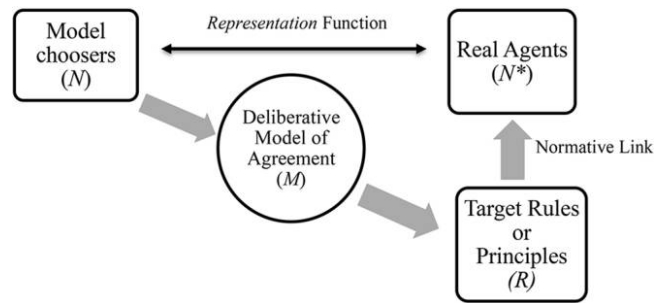 Model
choosers
(N)
Representation Function
Real Agents
(N*)
Deliberative
Model of
Agreement
(M)
Normative Link
Target Rules
or
Principles
(R)